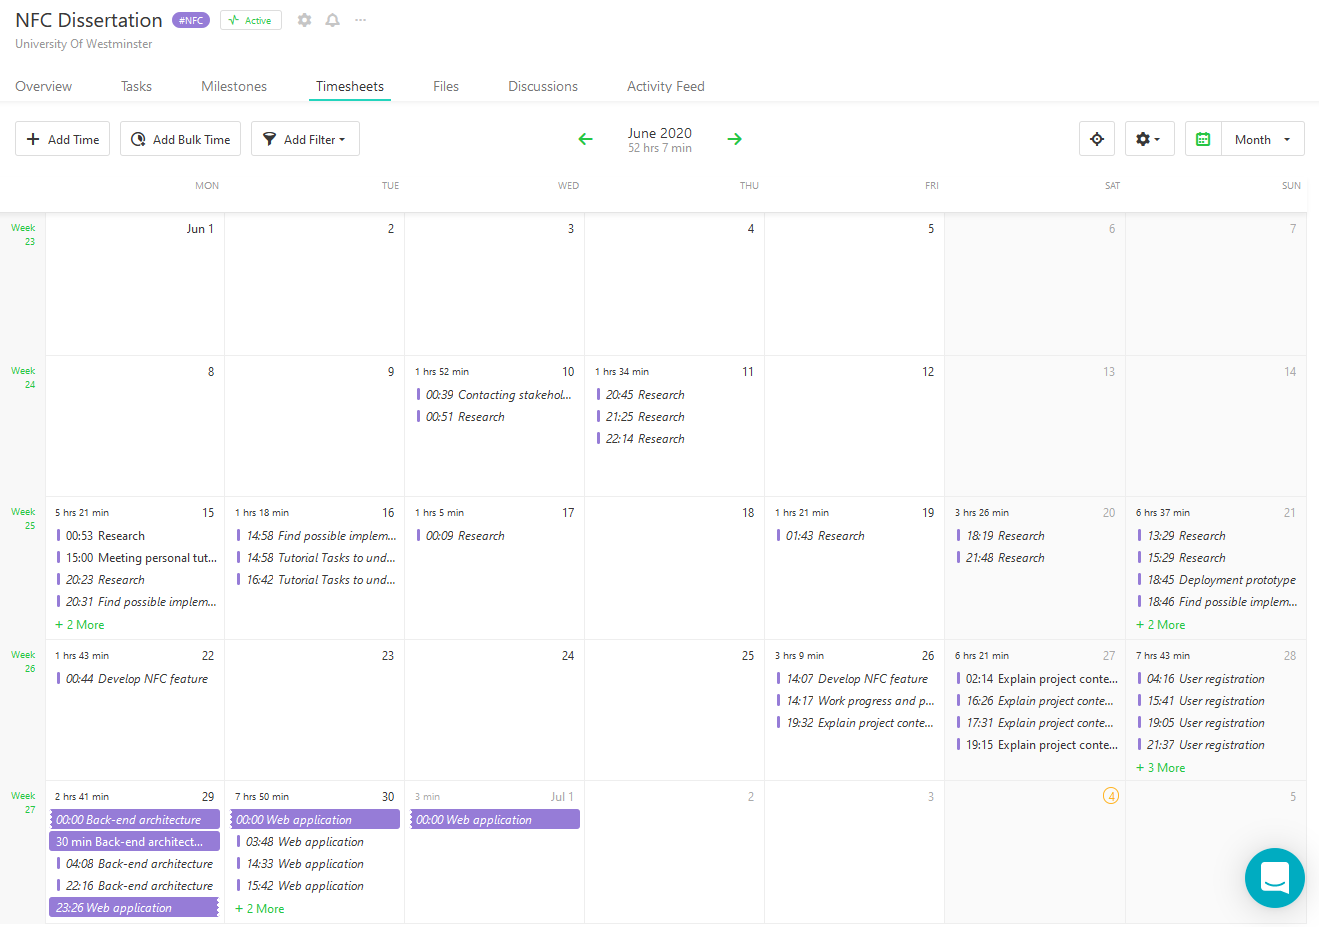 NFC Dissertation #NFC Active
University Of Westminster
Overview Tasks Milestones Timesheets Files Discussions Activity Feed
Add Time Add Bulk Time Add Filter June 2020 Month
52 hrs 7 min
MON TUE WED THU FRI SAT SUN
Week 23
Jun 1 2 3 4 5 6 7
Week 24
8
9
1 hrs 52 min 10
00:39 Contacting stakehol...
00:51 Research
1 hrs 34 min 11
20:45 Research
21:25 Research
22:14 Research
12
13
14
Week 25
5 hrs 21 min 15
00:53 Research
15:00 Meeting personal tut...
20:23 Research
20:31 Find possible implem...
+ 2 More
1 hrs 18 min 16
14:58 Find possible implem...
14:58 Tutorial Tasks to und...
16:42 Tutorial Tasks to und...
1 hrs 5 min 17
00:09 Research
18
1 hrs 21 min 19
01:43 Research
3 hrs 26 min 20
18:19 Research
21:48 Research
6 hrs 37 min 21
13:29 Research
15:29 Research
18:45 Deployment prototype
18:46 Find possible implem...
+ 2 More
Week 26
1 hrs 43 min 22
00:44 Develop NFC feature
23
24
25
3 hrs 9 min 26
14:07 Develop NFC feature
14:17 Work progress and p...
19:32 Explain project conte...
6 hrs 21 min 27
02:14 Explain project conte...
16:26 Explain project conte...
17:31 Explain project conte...
19:15 Explain project conte...
7 hrs 43 min 28
04:16 User registration
15:41 User registration
19:05 User registration
21:37 User registration
+ 3 More
Week 27
2 hrs 41 min 29
00:00 Back-end architecture
30 min Back-end architect...
04:08 Back-end architecture
22:16 Back-end architecture
23:26 Web application
7 hrs 50 min 30
00:00 Web application
03:48 Web application
14:33 Web application
15:42 Web application
+ 2 More
3 min Jul 1
00:00 Web application
2
3
4
5